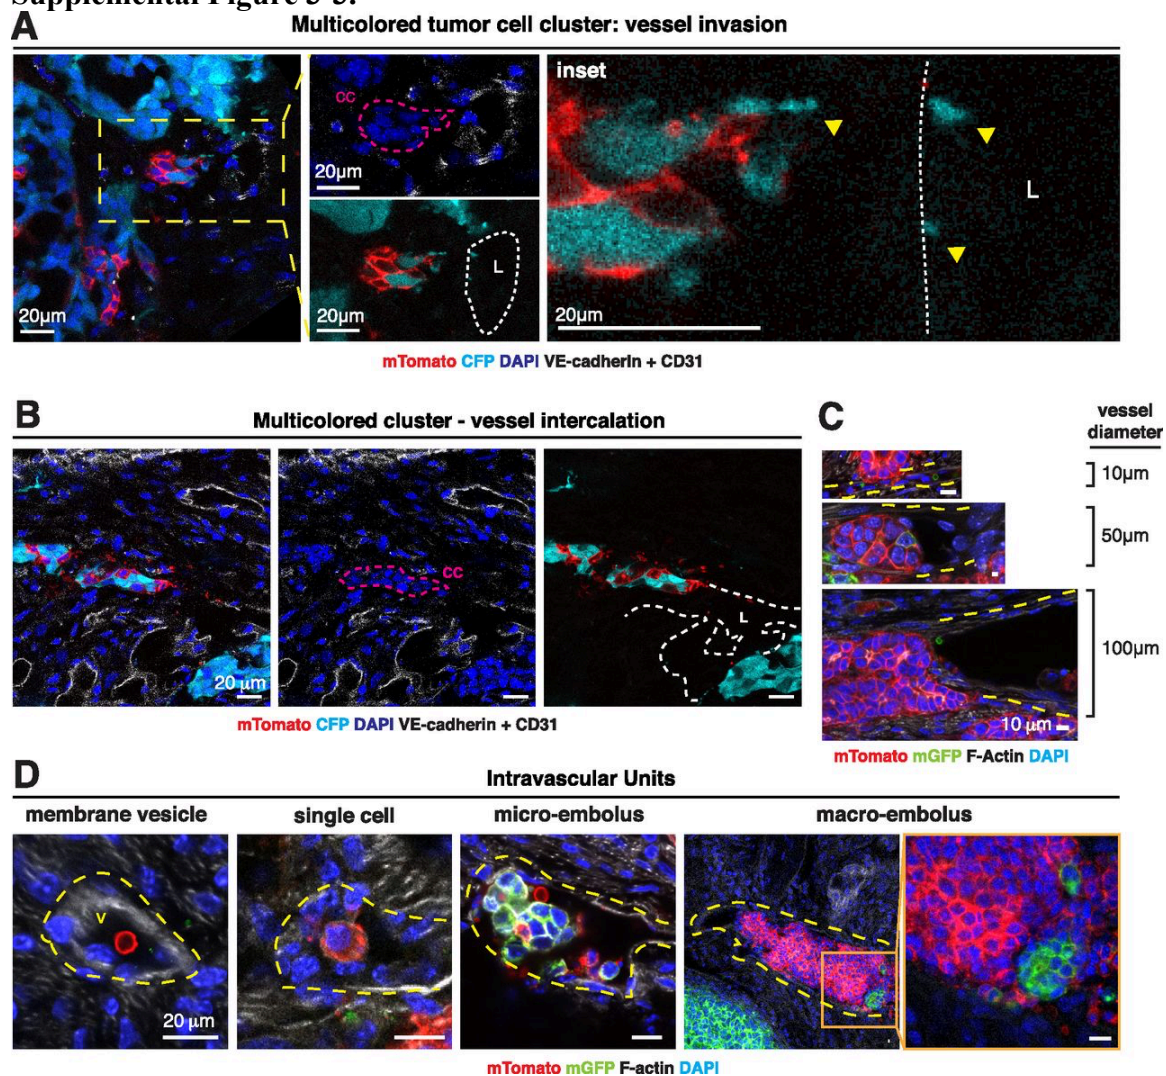 Supplemental Figure 3-3.
A
Multicolored tumor cell cluster: vessel invasion
20µm
cc
20µm
L
20µm
inset
L
20µm
mTomato CFP DAPI VE-cadherin + CD31
B
Multicolored cluster - vessel intercalation
20 µm
cc
L
mTomato CFP DAPI VE-cadherin + CD31
C
vessel
diameter
10µm
50µm
100µm
10 µm
mTomato mGFP F-Actin DAPI
D
Intravascular Units
membrane vesicle
single cell
micro-embolus
macro-embolus
v
20 µm
mTomato mGFP F-actin DAPI